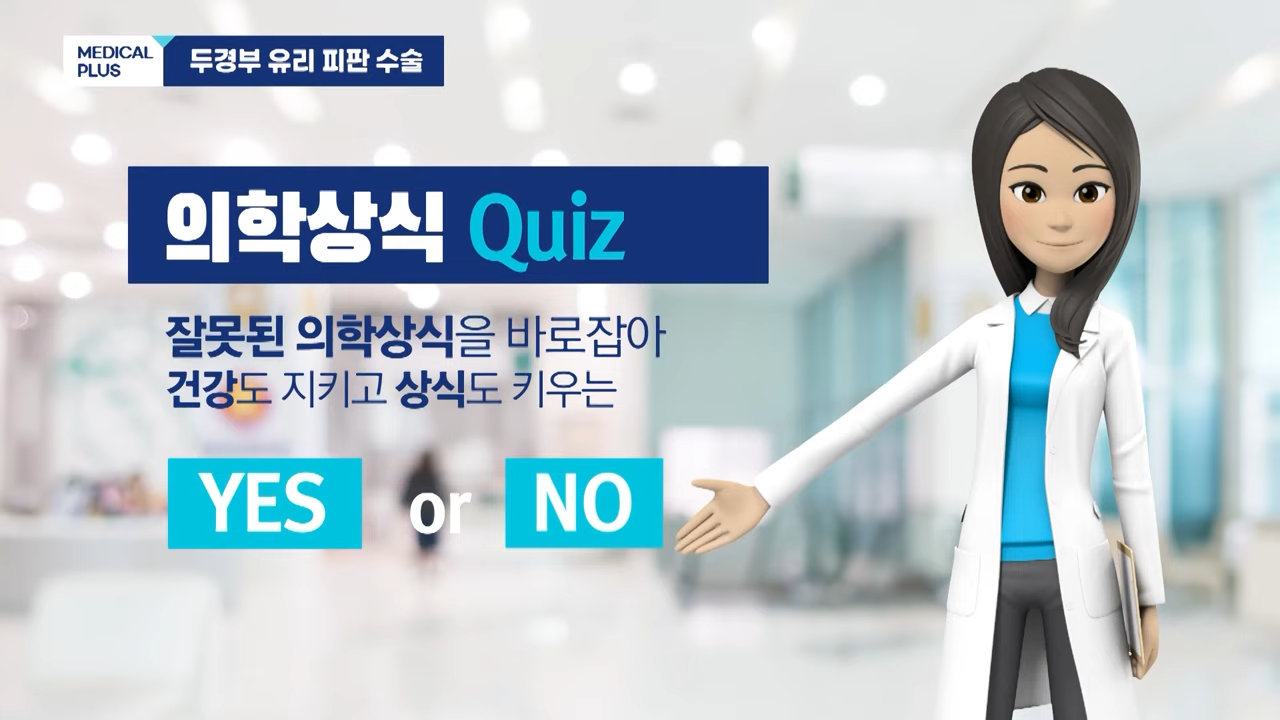 MEDICAL
PLUS
두경부 유리 피판 수술
의학상식 Quiz
잘못된 의학상식을 바로잡아
건강도 지키고 상식도 키우는
YES or NO